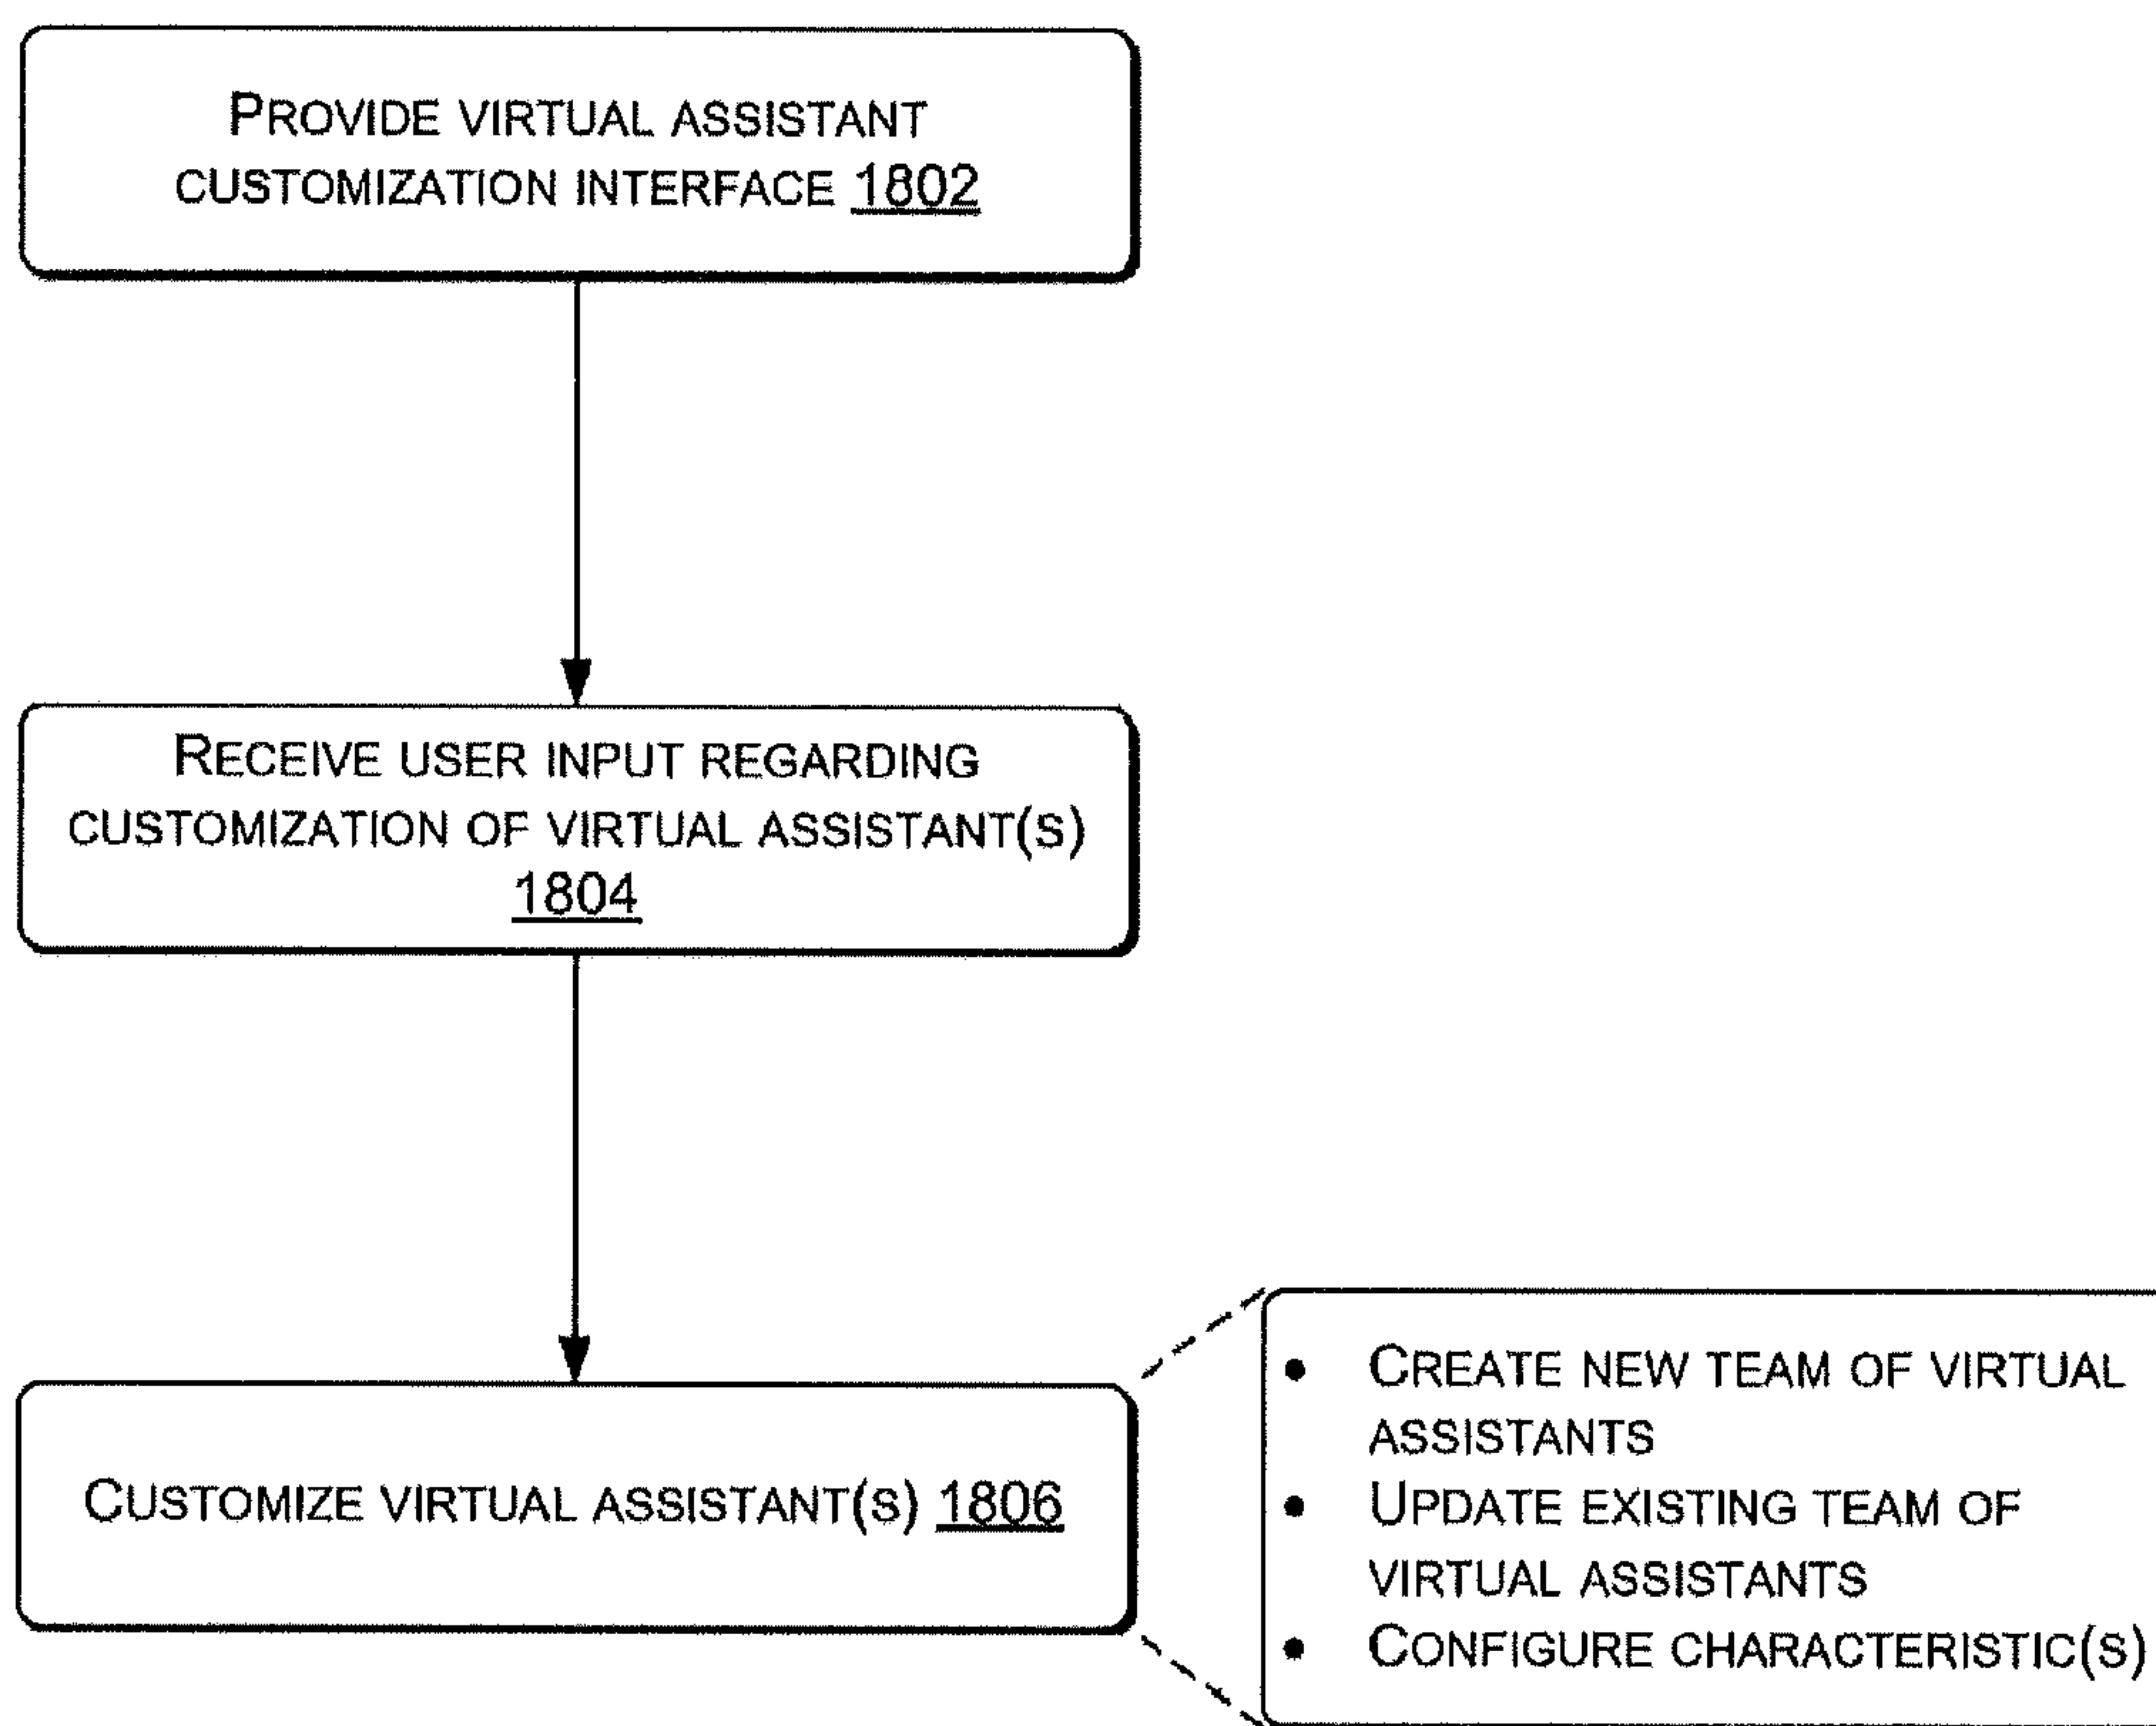 PROVIDE VIRTUAL ASSISTANT
CUSTOMIZATION INTERFACE 1802
RECEIVE USER INPUT REGARDING
CUSTOMIZATION OF VIRTUAL ASSISTANT(S)
1804
CUSTOMIZE VIRTUAL ASSISTANT(S) 1806
• CREATE NEW TEAM OF VIRTUAL
ASSISTANTS
• UPDATE EXISTING TEAM OF
VIRTUAL ASSISTANTS
• CONFIGURE CHARACTERISTIC(S)